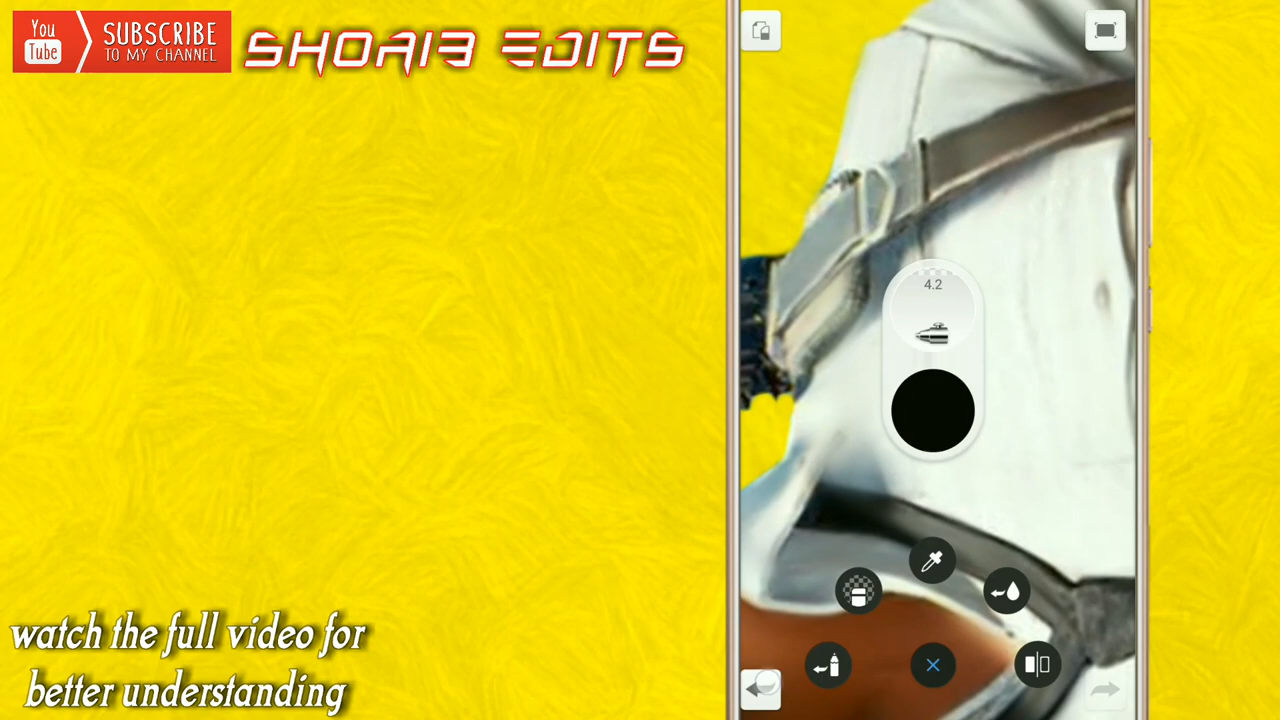 You
Tube
SUBSCRIBE
TO MY CHANNEL
SHOAIB EDITS
4.2
watch the full video for
better understanding